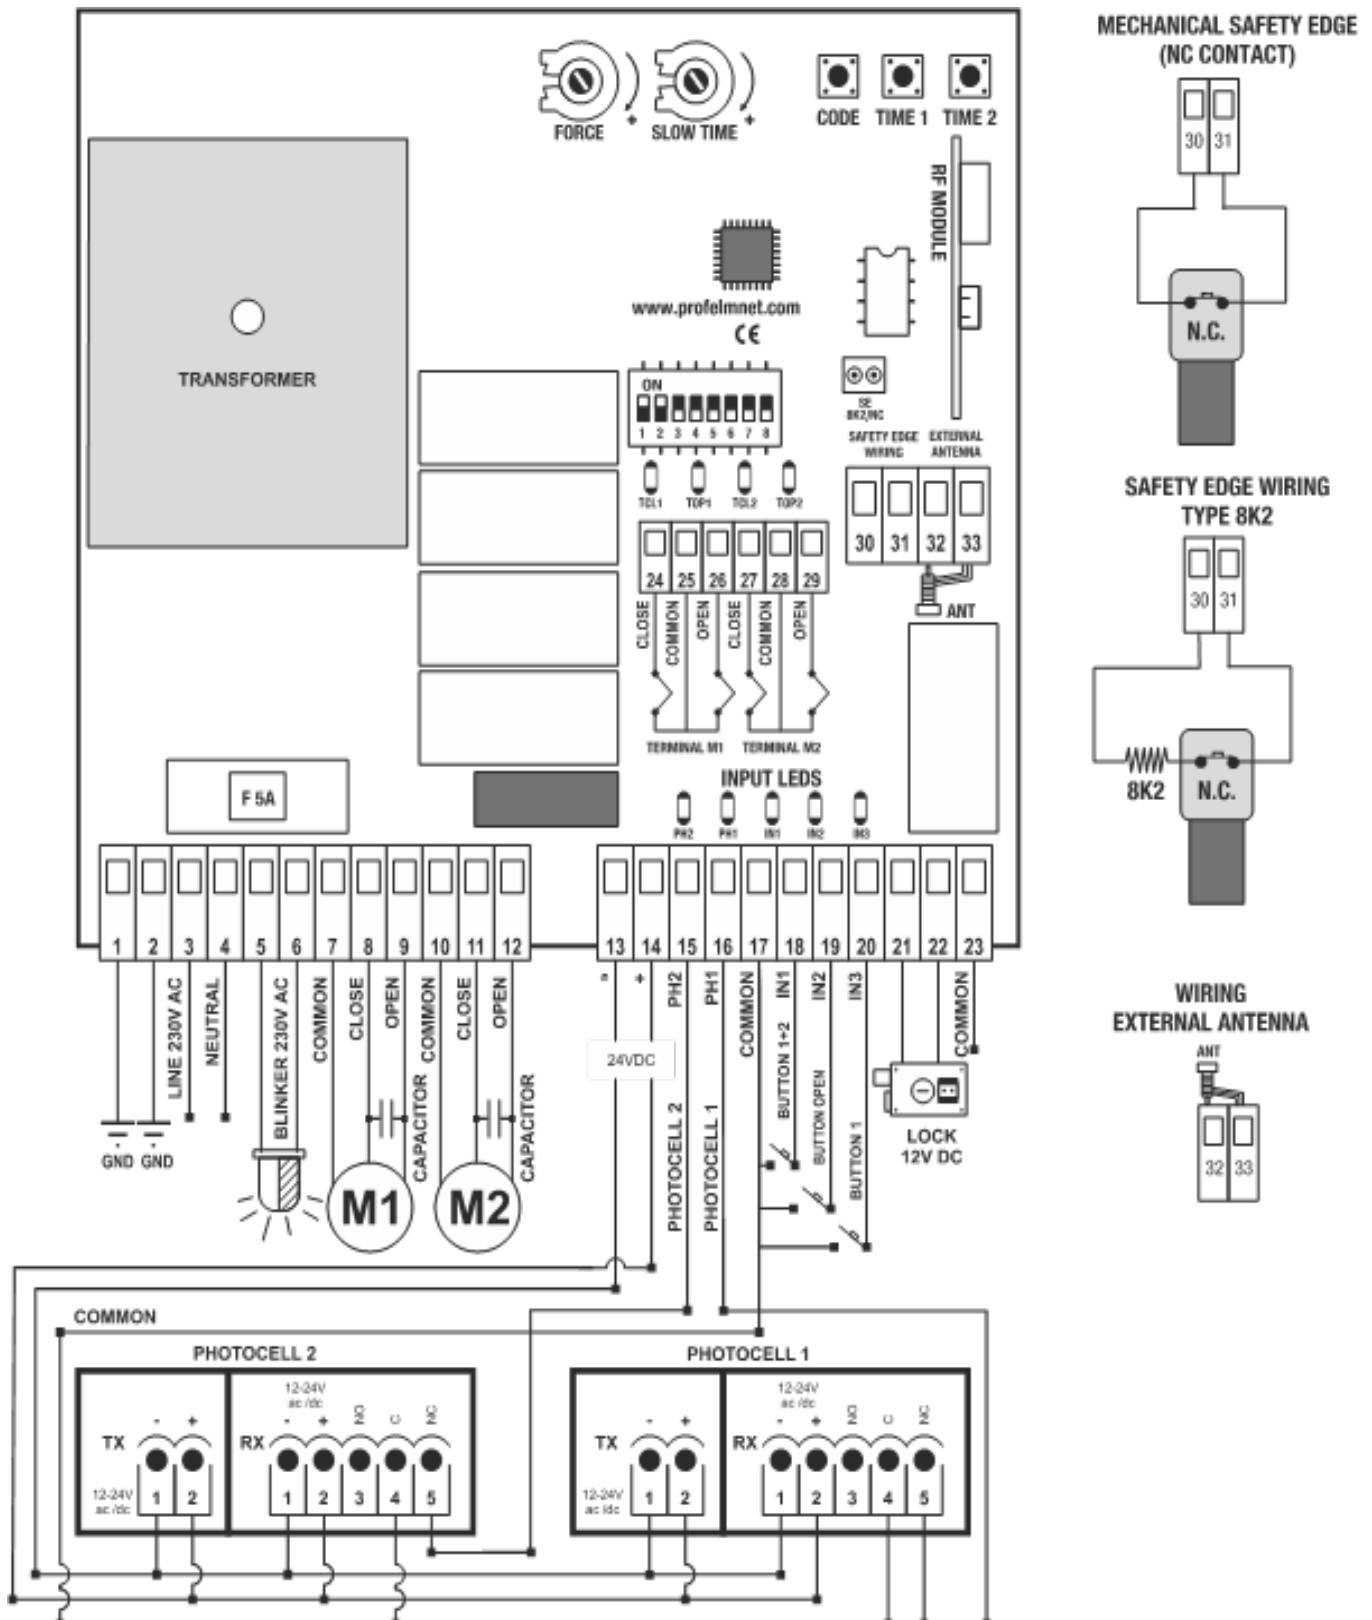 MECHANICAL SAFETY EDGE
(NC CONTACT)
30 31
N.C.
FORCE +
SLOW TIME +
CODE TIME 1 TIME 2
RF MODULE
TRANSFORMER
www.profelmnet.com
CE
ON
1 2 3 4 5 6 7 8
SE
8K2/NC
SAFETY EDGE
WIRING
EXTERNAL
ANTENNA
TCL1 TOP1 TCL2 TOP2
30 31 32 33
ANT
24 25 26 27 28 29
CLOSE
COMMON
OPEN
CLOSE
COMMON
OPEN
TERMINAL M1 TERMINAL M2
SAFETY EDGE WIRING
TYPE 8K2
30 31
8K2
N.C.
F 5A
INPUT LEDS
PH2 PH1 IN1 IN2 IN3
1 2 3 4 5 6 7 8 9 10 11 12
13 14 15 16 17 18 19 20 21 22 23
LINE 230V AC
NEUTRAL
BLINKER 230V AC
COMMON
CLOSE
OPEN
COMMON
CLOSE
OPEN
CAPACITOR
CAPACITOR
GND GND
M1
M2
- +
24VDC
PH2
PHOTOCELL 2
PH1
PHOTOCELL 1
COMMON
IN1
BUTTON 1+2
IN2
BUTTON OPEN
IN3
BUTTON 1
COMMON
LOCK
12V DC
WIRING
EXTERNAL ANTENNA
ANT
32 33
COMMON
PHOTOCELL 2
12-24V
ac /dc
- +
- + NO C NC
TX
RX
12-24V
ac /dc
1 2
1 2 3 4 5
PHOTOCELL 1
12-24V
ac /dc
- +
- + NO C NC
TX
RX
12-24V
ac /dc
1 2
1 2 3 4 5